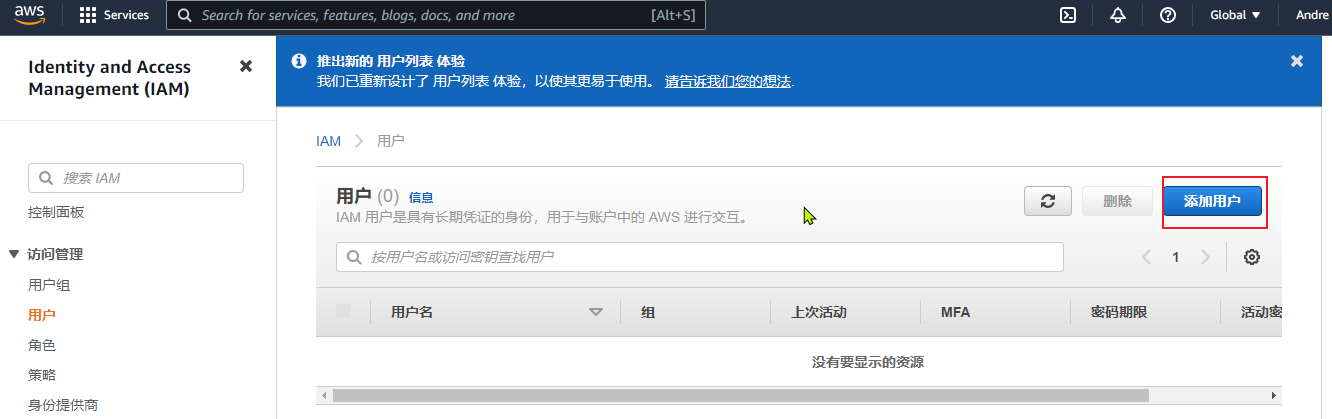 aws Services Search for services, features, blogs, docs, and more [Alt+S] Global Andre
Identity and Access
Management (IAM)
搜索 IAM
控制面板
访问管理
用户组
用户
角色
策略
身份提供商
推出新的 用户列表 体验
我们已重新设计了 用户列表 体验，以使其更易于使用。 请告诉我们您的想法.
IAM 用户
用户 (0) 信息
IAM 用户是具有长期凭证的身份，用于与账户中的 AWS 进行交互。
删除
添加用户
按用户名或访问密钥查找用户
1
用户名 组 上次活动 MFA 密码期限 活动密
没有要显示的资源